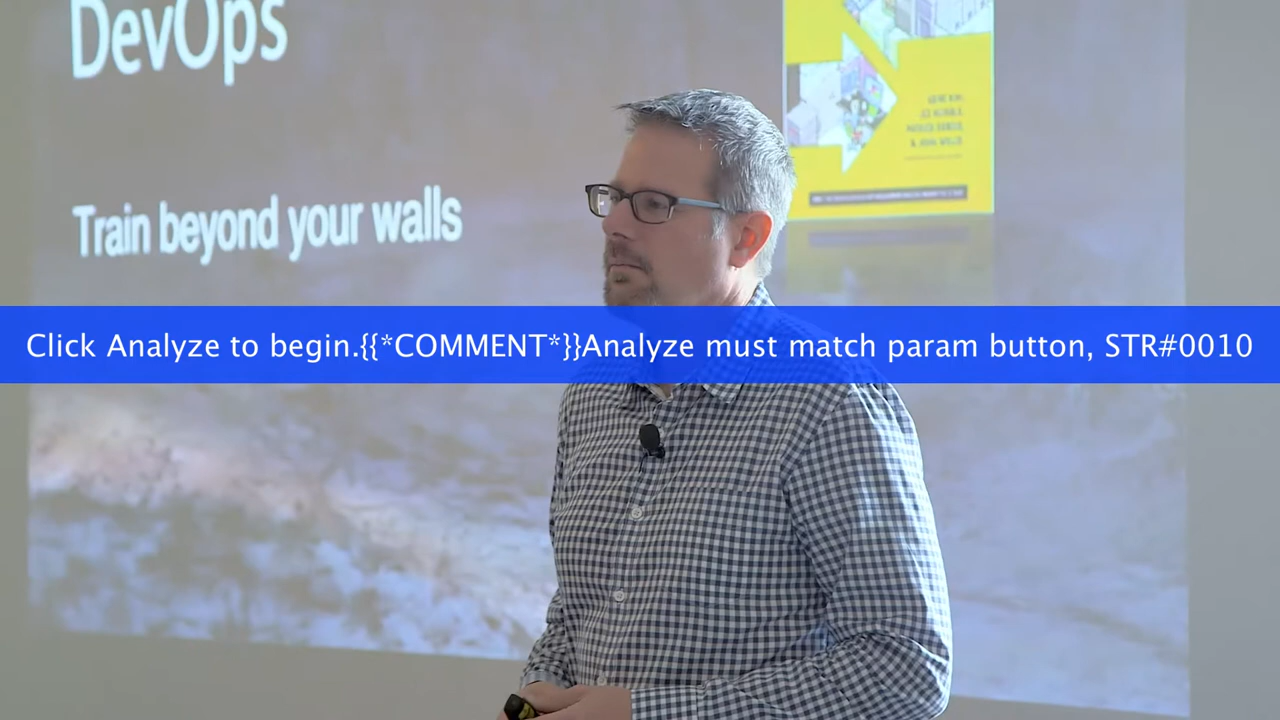 DevOps
Train beyond your walls
Click Analyze to begin.{{*COMMENT*}}Analyze must match param button, STR#0010